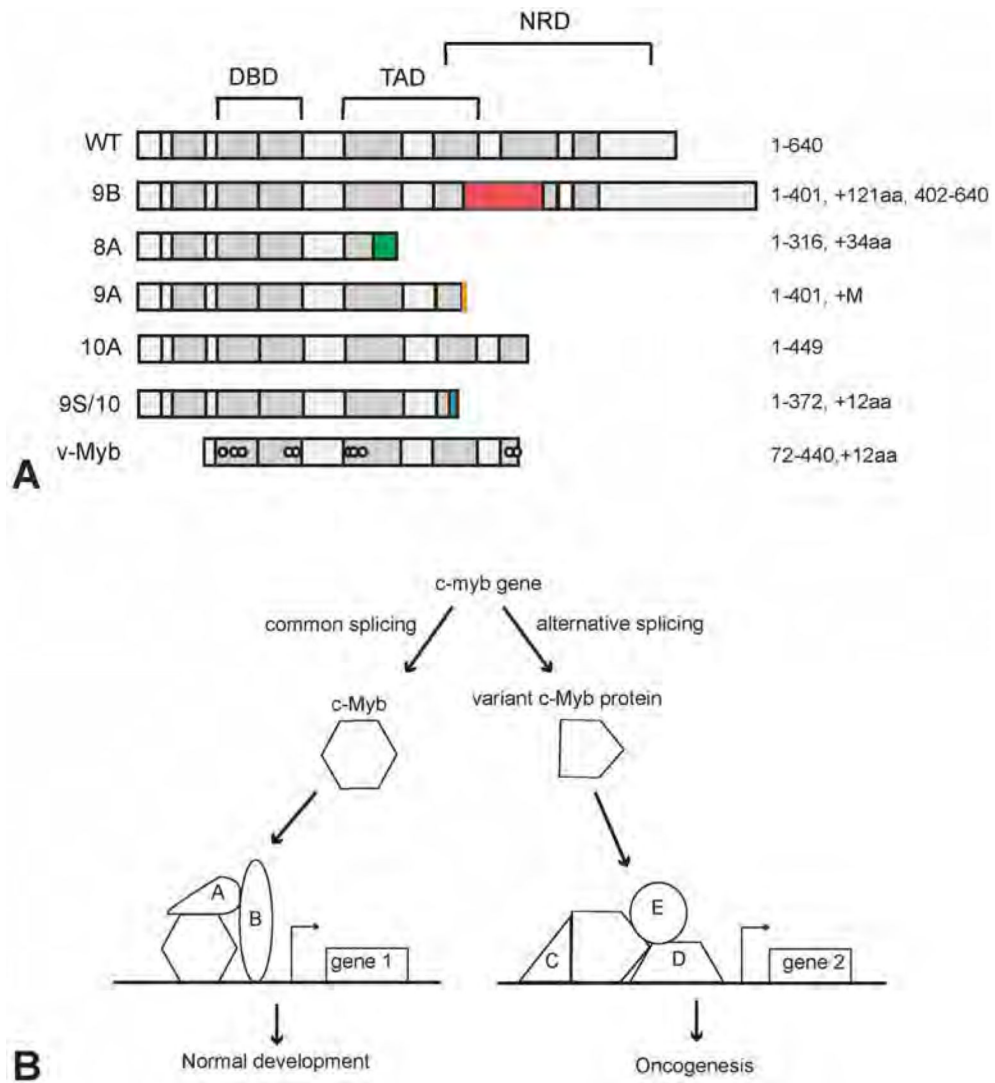 NRD
DBD
TAD
WT
1-640
9B
1-401, +121aa, 402-640
8A
1-316, +34aa
9A
1-401, +M
10A
1-449
9S/10
1-372, +12aa
v-Myb
72-440,+12aa
A
c-myb gene
common splicing
alternative splicing
c-Myb
variant c-Myb protein
A
B
gene 1
C
E
D
gene 2
B
Normal development
Oncogenesis